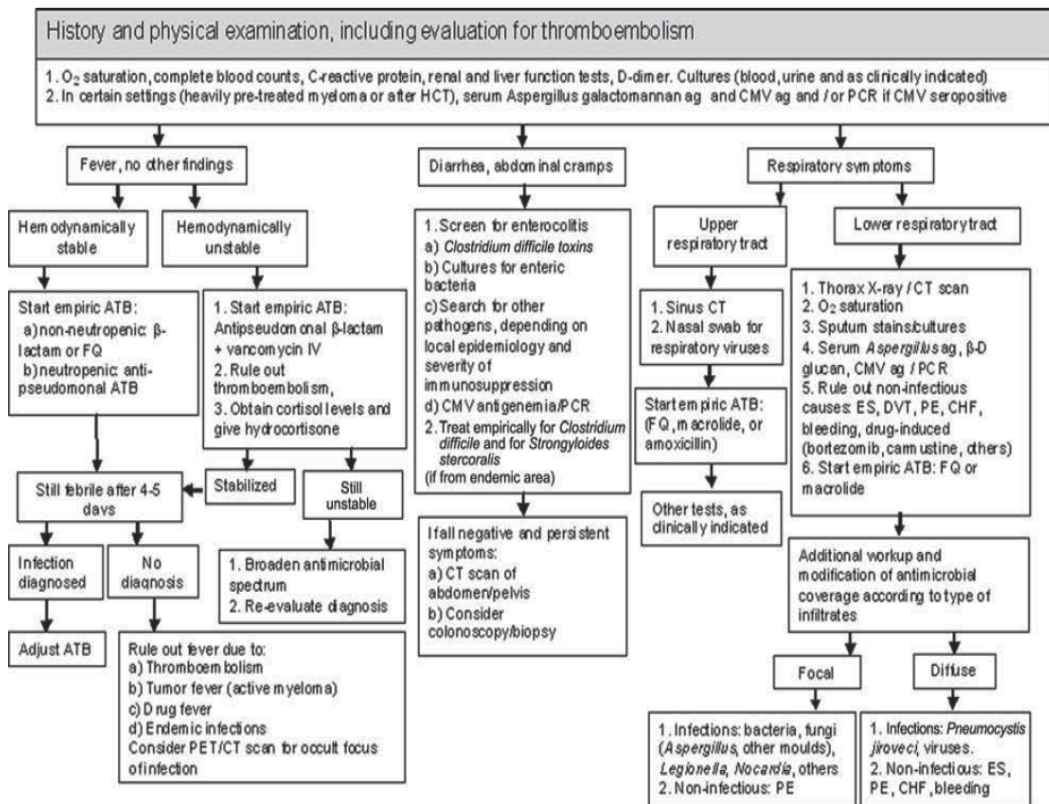 History and physical examination, including evaluation for thromboembolism
1. O2 saturation, complete blood counts, C-reactive protein, renal and liver function tests, D-dimer. Cultures (blood, urine and as clinically indicated)
2. In certain settings (heavily pre-treated myeloma or after HCT), serum Aspergillus galactomannan ag and CMV ag and / or PCR if CMV seropositive
Fever, no other findings
Hemodynamically
stable
Hemodynamically
unstable
Start empiric ATB:
a) non-neutropenic: β-
lactam or FQ
b) neutropenic: anti-
pseudomonal ATB
1. Start empiric ATB:
Antipseudomonal β-lactam
+ vancomycin IV
2. Rule out
thromboembolism,
3. Obtain cortisol levels and
give hydrocortisone
Still febrile after 4-5
days
Stabilized
Still
unstable
Infection
diagnosed
No
diagnosis
1. Broaden antimicrobial
spectrum
2. Re-evaluate diagnosis
Adjust ATB
Rule out fever due to:
a) Thromboembolism
b) Tumor fever (active myeloma)
c) Drug fever
d) Endemic infections
Consider PET/CT scan for occult focus
of infection
Diarrhea, abdominal cramps
1. Screen for enterocolitis
a) Clostridium difficile toxins
b) Cultures for enteric
bacteria
c) Search for other
pathogens, depending on
local epidemiology and
severity of
immunosuppression
d) CMV antigenemia/PCR
2. Treat empirically for Clostridium
difficile and for Strongyloides
stercoralis
(if from endemic area)
If all negative and persistent
symptoms:
a) CT scan of
abdomen/pelvis
b) Consider
colonoscopy/biopsy
Respiratory symptoms
Upper
respiratory tract
Lower respiratory tract
1. Sinus CT
2. Nasal swab for
respiratory viruses
Start empiric ATB:
(FQ, macrolide, or
amoxicillin)
Other tests, as
clinically indicated
1. Thorax X-ray / CT scan
2. O2 saturation
3. Sputum stains/cultures
4. Serum Aspergillus ag, β-D
glucan, CMV ag / PCR
5. Rule out non-infectious
causes: ES, DVT, PE, CHF,
bleeding, drug-induced
(bortezomib, carmustine, others)
6. Start empiric ATB: FQ or
macrolide
Additional workup and
modification of antimicrobial
coverage according to type of
infiltrates
Focal
Diffuse
1. Infections: bacteria, fungi
(Aspergillus, other moulds),
Legionella, Nocardia, others
2. Non-infectious: PE
1. Infections: Pneumocystis
jiroveci, viruses.
2. Non-infectious: ES,
PE, CHF, bleeding